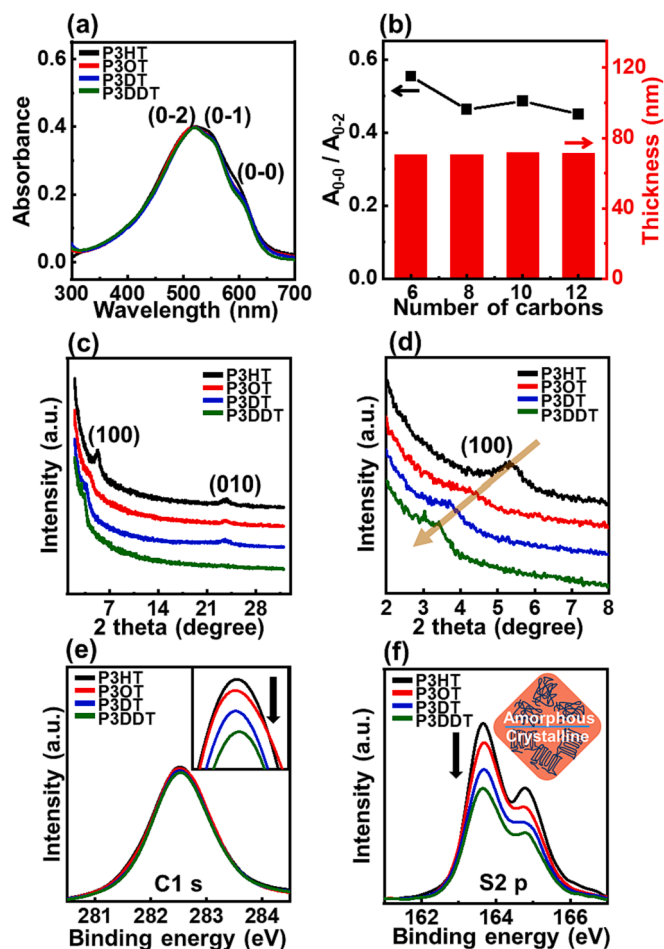 (a)
P3HT
P3OT
P3DT
P3DDT
(0-2)
(0-1)
(0-0)
Absorbance
0.6
0.4
0.2
0.0
300
400
500
600
700
Wavelength (nm)
(b)
A0-0 / A0-2
0.6
0.4
0.2
0.0
6
8
10
12
Number of carbons
120
80
40
0
Thickness (nm)
(c)
P3HT
P3OT
P3DT
P3DDT
(100)
(010)
Intensity (a.u.)
7
14
21
28
2 theta (degree)
(d)
P3HT
P3OT
P3DT
P3DDT
(100)
Intensity (a.u.)
2
3
4
5
6
7
8
2 theta (degree)
(e)
P3HT
P3OT
P3DT
P3DDT
C1 s
Intensity (a.u.)
281
282
283
284
Binding energy (eV)
(f)
P3HT
P3OT
P3DT
P3DDT
Amorphous
Crystalline
S2 p
Intensity (a.u.)
162
164
166
Binding energy (eV)